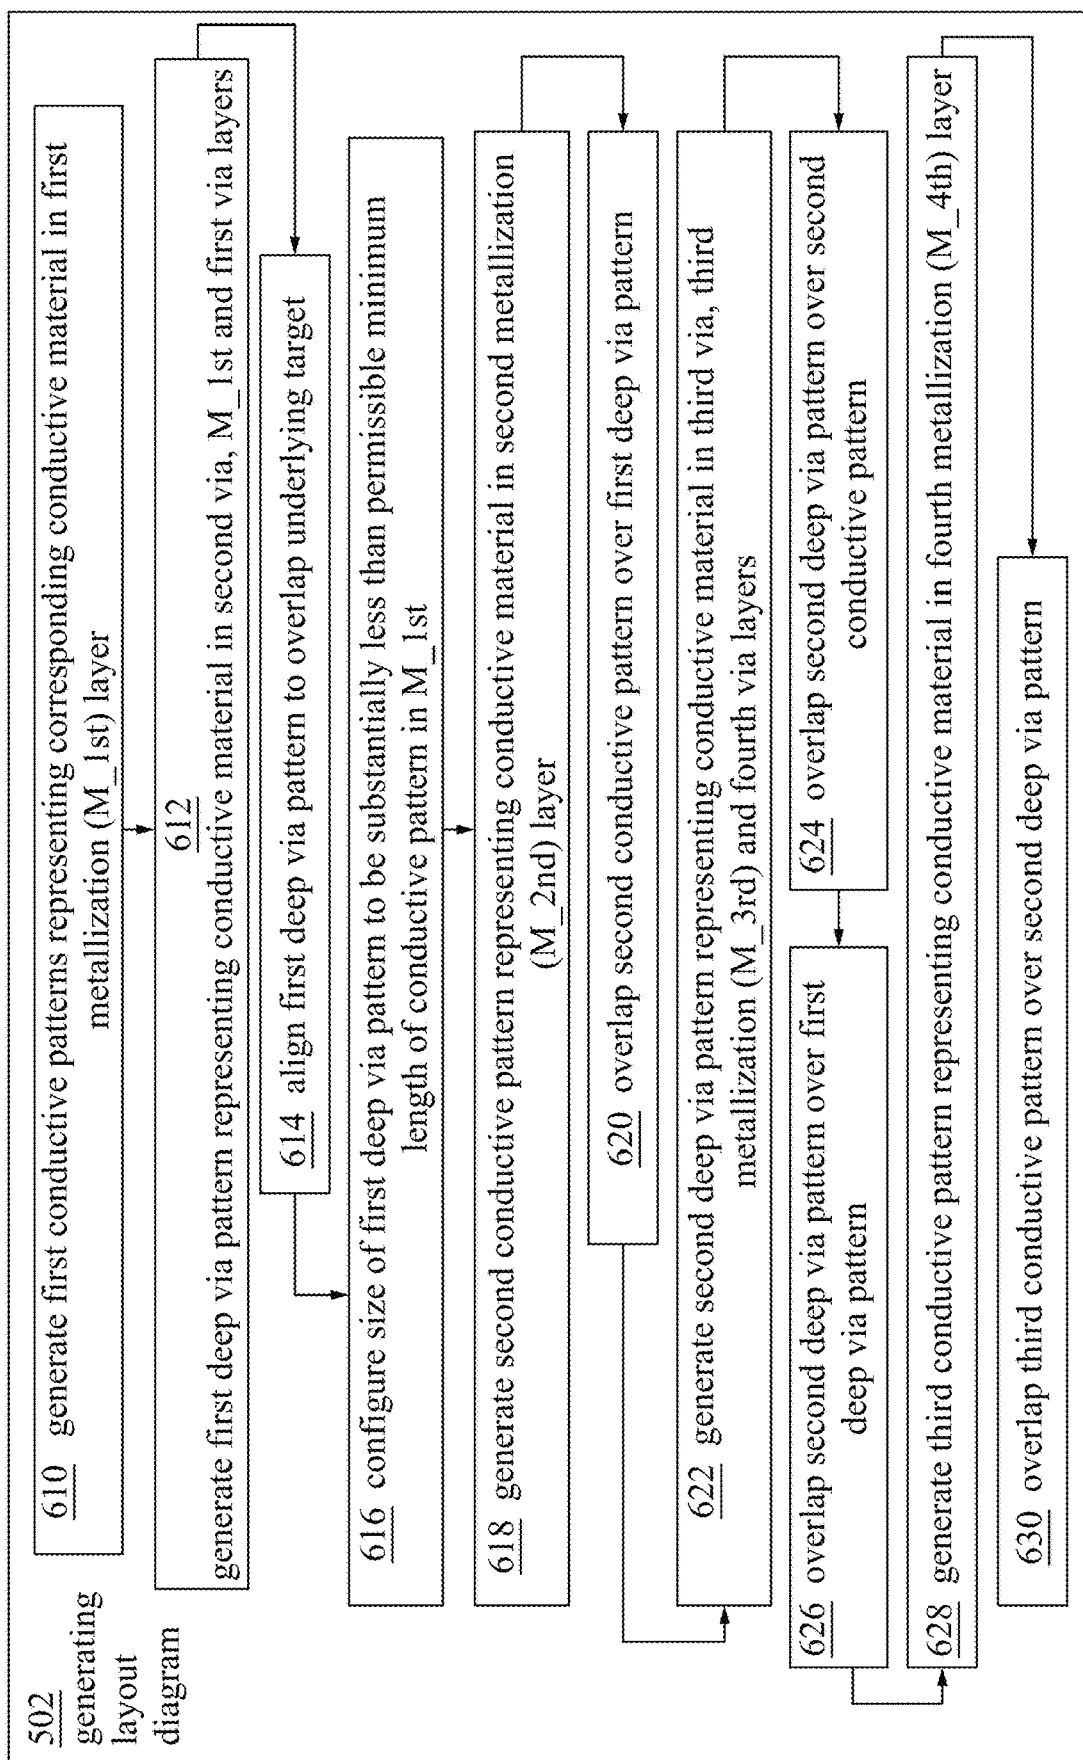 502
generating
layout
diagram
610 generate first conductive patterns representing corresponding conductive material in first
metallization (M_1st) layer
612
generate first deep via pattern representing conductive material in second via, M_1st and first via layers
614 align first deep via pattern to overlap underlying target
616 configure size of first deep via pattern to be substantially less than permissible minimum
length of conductive pattern in M_1st
618 generate second conductive pattern representing conductive material in second metallization
(M_2nd) layer
620 overlap second conductive pattern over first deep via pattern
622 generate second deep via pattern representing conductive material in third via, third
metallization (M_3rd) and fourth via layers
624 overlap second deep via pattern over second
conductive pattern
626 overlap second deep via pattern over first
deep via pattern
628 generate third conductive pattern representing conductive material in fourth metallization (M_4th) layer
630 overlap third conductive pattern over second deep via pattern